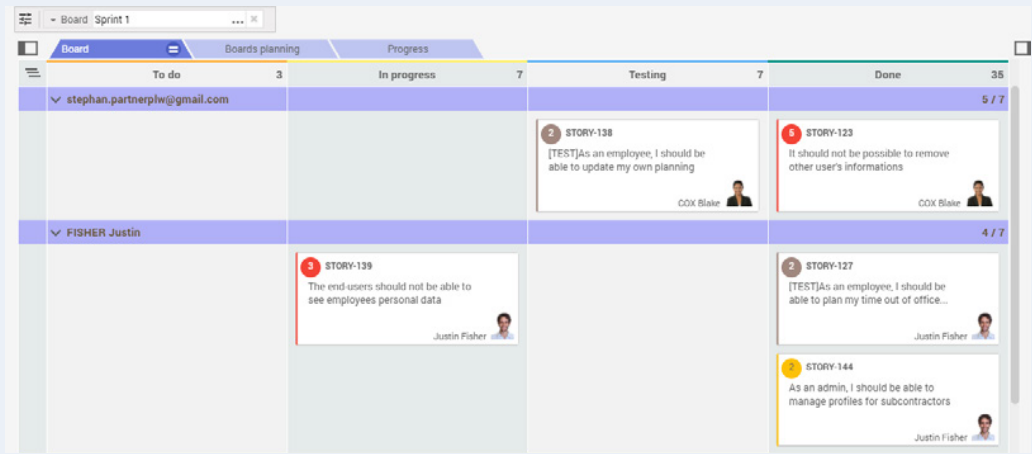 Board Sprint 1 ...
Board Boards planning Progress
To do 3 In progress 7 Testing 7 Done 35
stephan.partnerplw@gmail.com 5 / 7
2 STORY-138
[TEST]As an employee, I should be
able to update my own planning
COX Blake
5 STORY-123
It should not be possible to remove
other user's informations
COX Blake
FISHER Justin 4 / 7
3 STORY-139
The end-users should not be able to
see employees personal data
Justin Fisher
2 STORY-127
[TEST]As an employee, I should be
able to plan my time out of office...
Justin Fisher
2 STORY-144
As an admin, I should be able to
manage profiles for subcontractors
Justin Fisher